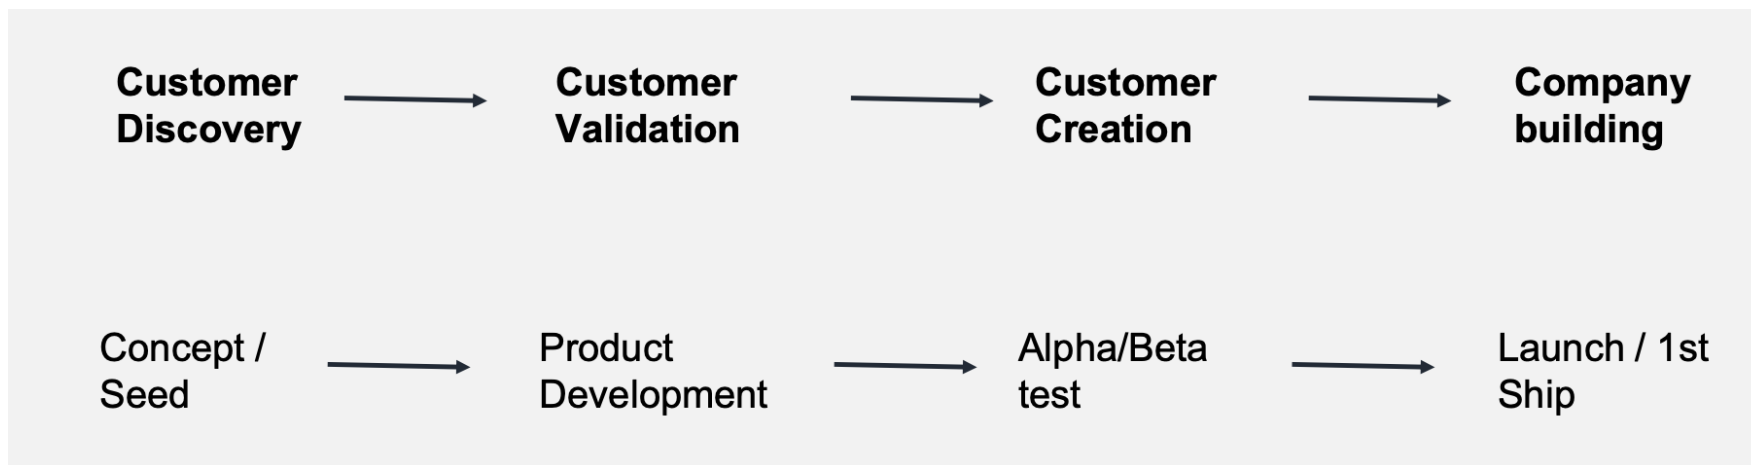 Customer
Discovery
Customer
Validation
Customer
Creation
Company
building
Concept /
Seed
Product
Development
Alpha/Beta
test
Launch / 1st
Ship